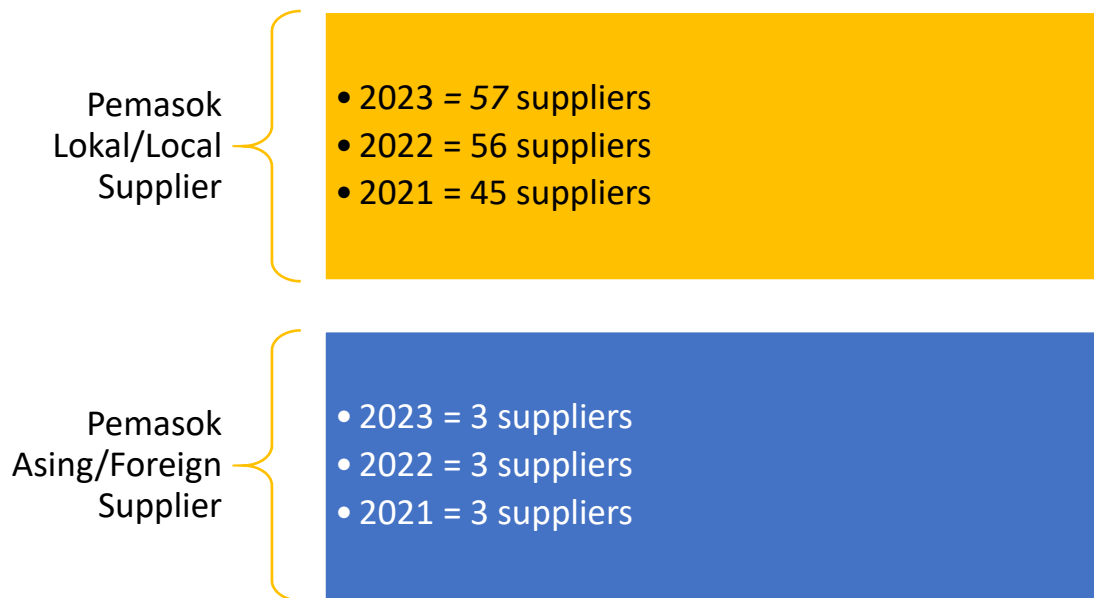 Pemasok
Lokal/Local
Supplier
• 2023 = 57 suppliers
• 2022 = 56 suppliers
• 2021 = 45 suppliers
Pemasok
Asing/Foreign
Supplier
• 2023 = 3 suppliers
• 2022 = 3 suppliers
• 2021 = 3 suppliers